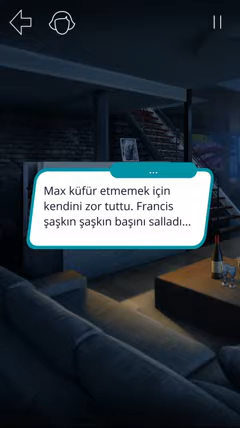 ...
Max küfür etmemek için
kendini zor tuttu. Francis
şaşkın şaşkın başını salladı...